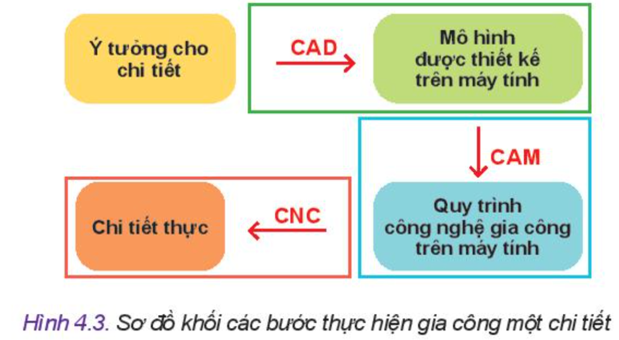 Ý tưởng cho
chi tiết
CAD
Mô hình
được thiết kế
trên máy tính
CAM
Quy trình
công nghệ gia công
trên máy tính
CNC
Chi tiết thực
Hình 4.3. Sơ đồ khối các bước thực hiện gia công một chi tiết